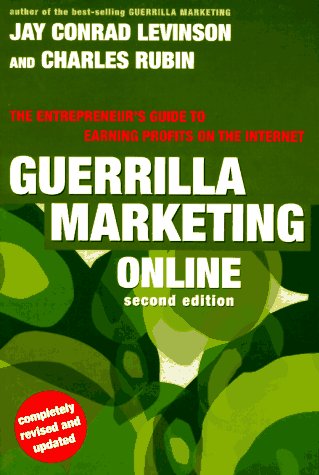 author of the best-selling GUERRILLA MARKETING
JAY CONRAD LEVINSON
AND CHARLES RUBIN
THE ENTREPRENEUR'S GUIDE TO
EARNING PROFITS ON THE INTERNET
GUERRILLA
MARKETING
ONLINE
second edition
completely
revised and
updated